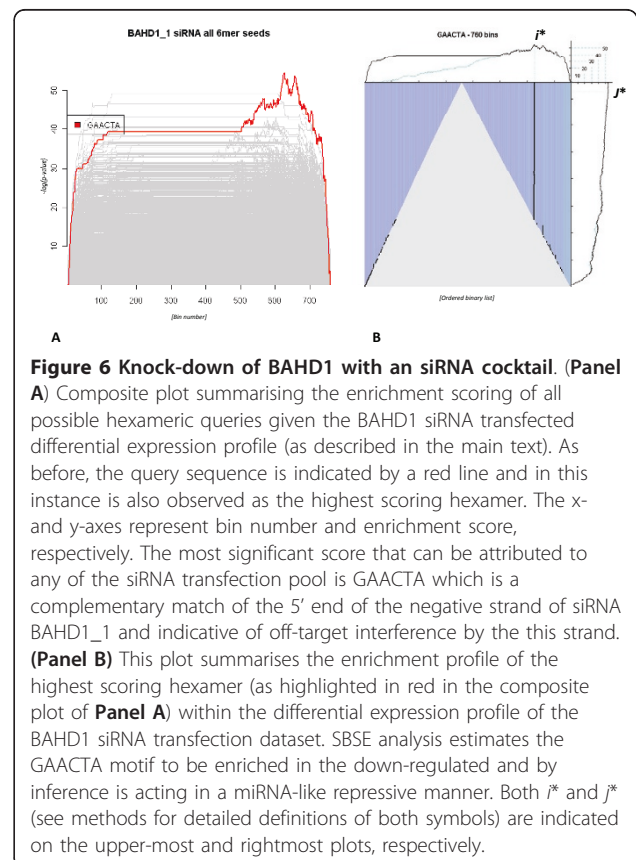 BAHD1_1 siRNA all 6mer seeds
GAACTA
-log(p-value)
50
40
30
20
10
100 200 300 400 500 600 700
[Bin number]
A
GAACTA - 760 bins
i*
50
30
20
10
10 20 30 40 50
J*
[Ordered binary list]
B
Figure 6 Knock-down of BAHD1 with an siRNA cocktail. (Panel
A) Composite plot summarising the enrichment scoring of all
possible hexameric queries given the BAHD1 siRNA transfected
differential expression profile (as described in the main text). As
before, the query sequence is indicated by a red line and in this
instance is also observed as the highest scoring hexamer. The x-
and y-axes represent bin number and enrichment score,
respectively. The most significant score that can be attributed to
any of the siRNA transfection pool is GAACTA which is a
complementary match of the 5’ end of the negative strand of siRNA
BAHD1_1 and indicative of off-target interference by the this strand.
(Panel B) This plot summarises the enrichment profile of the
highest scoring hexamer (as highlighted in red in the composite
plot of Panel A) within the differential expression profile of the
BAHD1 siRNA transfection dataset. SBSE analysis estimates the
GAACTA motif to be enriched in the down-regulated and by
inference is acting in a miRNA-like repressive manner. Both i* and j*
(see methods for detailed definitions of both symbols) are indicated
on the upper-most and rightmost plots, respectively.